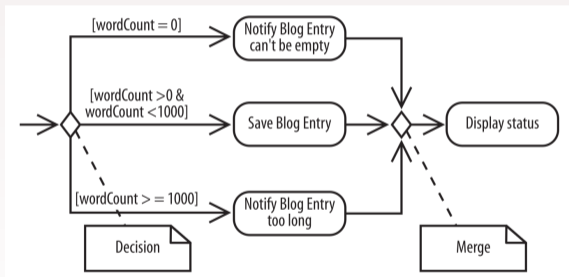 [wordCount = 0]
Notify Blog Entry
can't be empty
[wordCount >0 &
wordCount <1000]
Save Blog Entry
Display status
[wordCount > = 1000]
Notify Blog Entry
too long
Decision
Merge